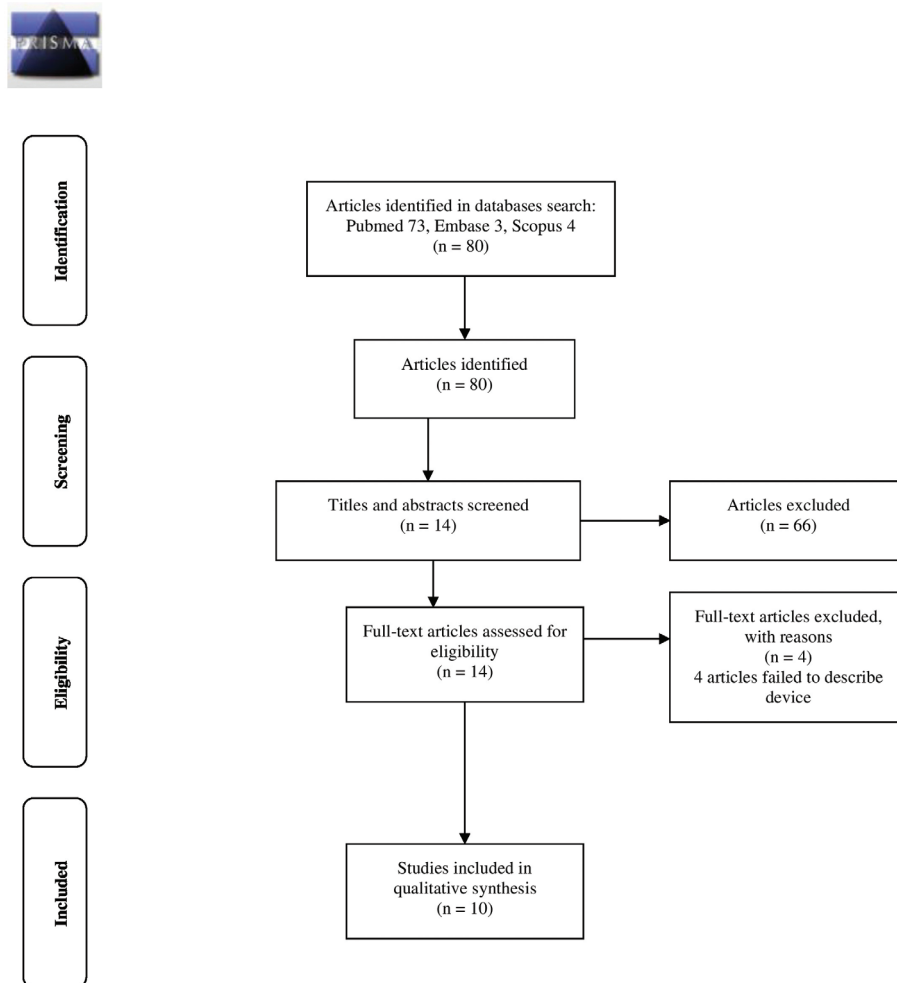 PRISMA
Identification
Articles identified in databases search:
Pubmed 73, Embase 3, Scopus 4
(n = 80)
Screening
Articles identified
(n = 80)
Titles and abstracts screened
(n = 14)
Articles excluded
(n = 66)
Eligibility
Full-text articles assessed for
eligibility
(n = 14)
Full-text articles excluded,
with reasons
(n = 4)
4 articles failed to describe
device
Included
Studies included in
qualitative synthesis
(n = 10)